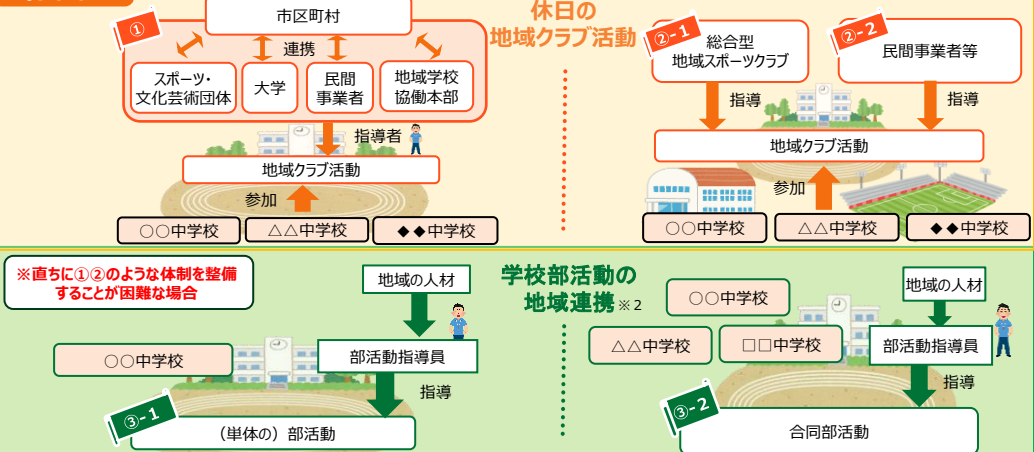 休日の
地域クラブ活動
①
市区町村
連携
スポーツ・
文化芸術団体
大学
民間
事業者
地域学校
協働本部
指導者
地域クラブ活動
参加
〇〇中学校
△△中学校
◆◆中学校
②-1
総合型
地域スポーツクラブ
②-2
民間事業者等
指導
指導
地域クラブ活動
参加
〇〇中学校
△△中学校
◆◆中学校
※直ちに①②のような体制を整備
することが困難な場合
学校部活動の
地域連携※2
地域の人材
〇〇中学校
部活動指導員
指導
③-1
（単体の）部活動
〇〇中学校
△△中学校
□□中学校
地域の人材
部活動指導員
指導
③-2
合同部活動